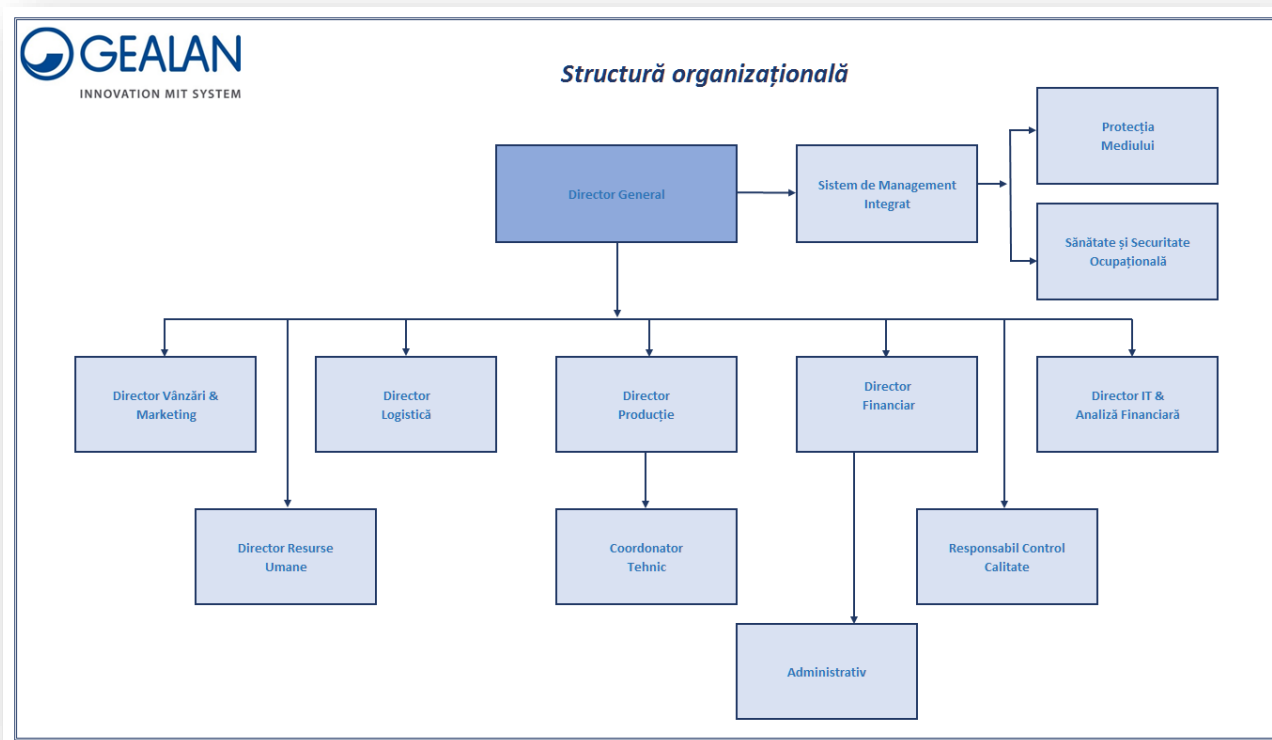 GEALAN
INNOVATION MIT SYSTEM
Structură organizațională
Protecția
Mediului
Director General
Sistem de Management
Integrat
Sănătate și Securitate
Ocupațională
Director Vânzări &
Marketing
Director
Logistică
Director
Producție
Director
Financiar
Director IT &
Analiză Financiară
Director Resurse
Umane
Coordonator
Tehnic
Responsabil Control
Calitate
Administrativ